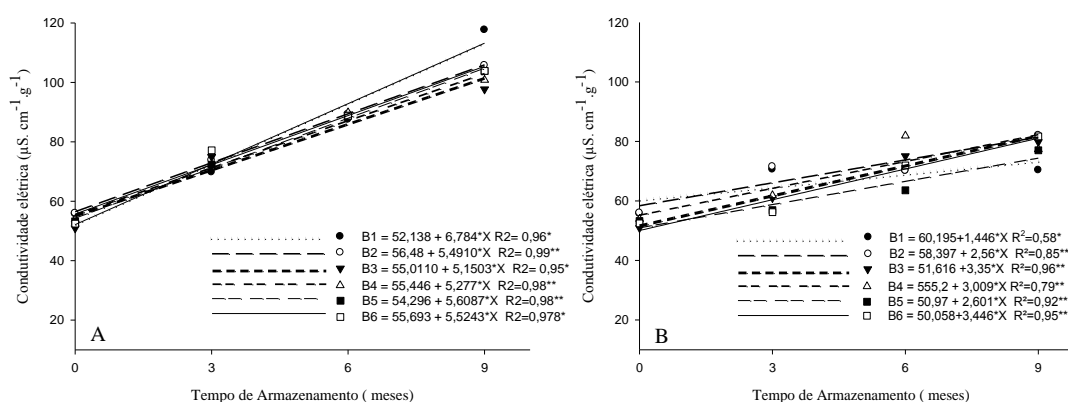 120
100
80
60
40
20
Condutividade elétrica (µS. cm-1.g-1)
B1 = 52,138 + 6,784*X R2= 0,96*
B2 = 56,48 + 5,4910*X R2= 0,99**
B3 = 55,0110 + 5,1503*X R2= 0,95*
B4 = 55,446 + 5,277*X R2= 0,98**
B5 = 54,296 + 5,6087*X R2= 0,98**
B6 = 55,693 + 5,5243*X R2=0,978*
A
0 3 6 9
Tempo de Armazenamento ( meses)
120
100
80
60
40
20
Condutividade elétrica (µS. cm-1.g-1)
B1 = 60,195+1,446*X R²=0,58*
B2 = 58,397 + 2,56*X R²=0,85**
B3 = 51,616 +3,35*X R²=0,96**
B4 = 555,2 + 3,009*X R²=0,79**
B5 = 50,97 + 2,601*X R²=0,92**
B6 = 50,058+3,446*X R²=0,95**
B
0 3 6 9
Tempo de Armazenamento ( meses)